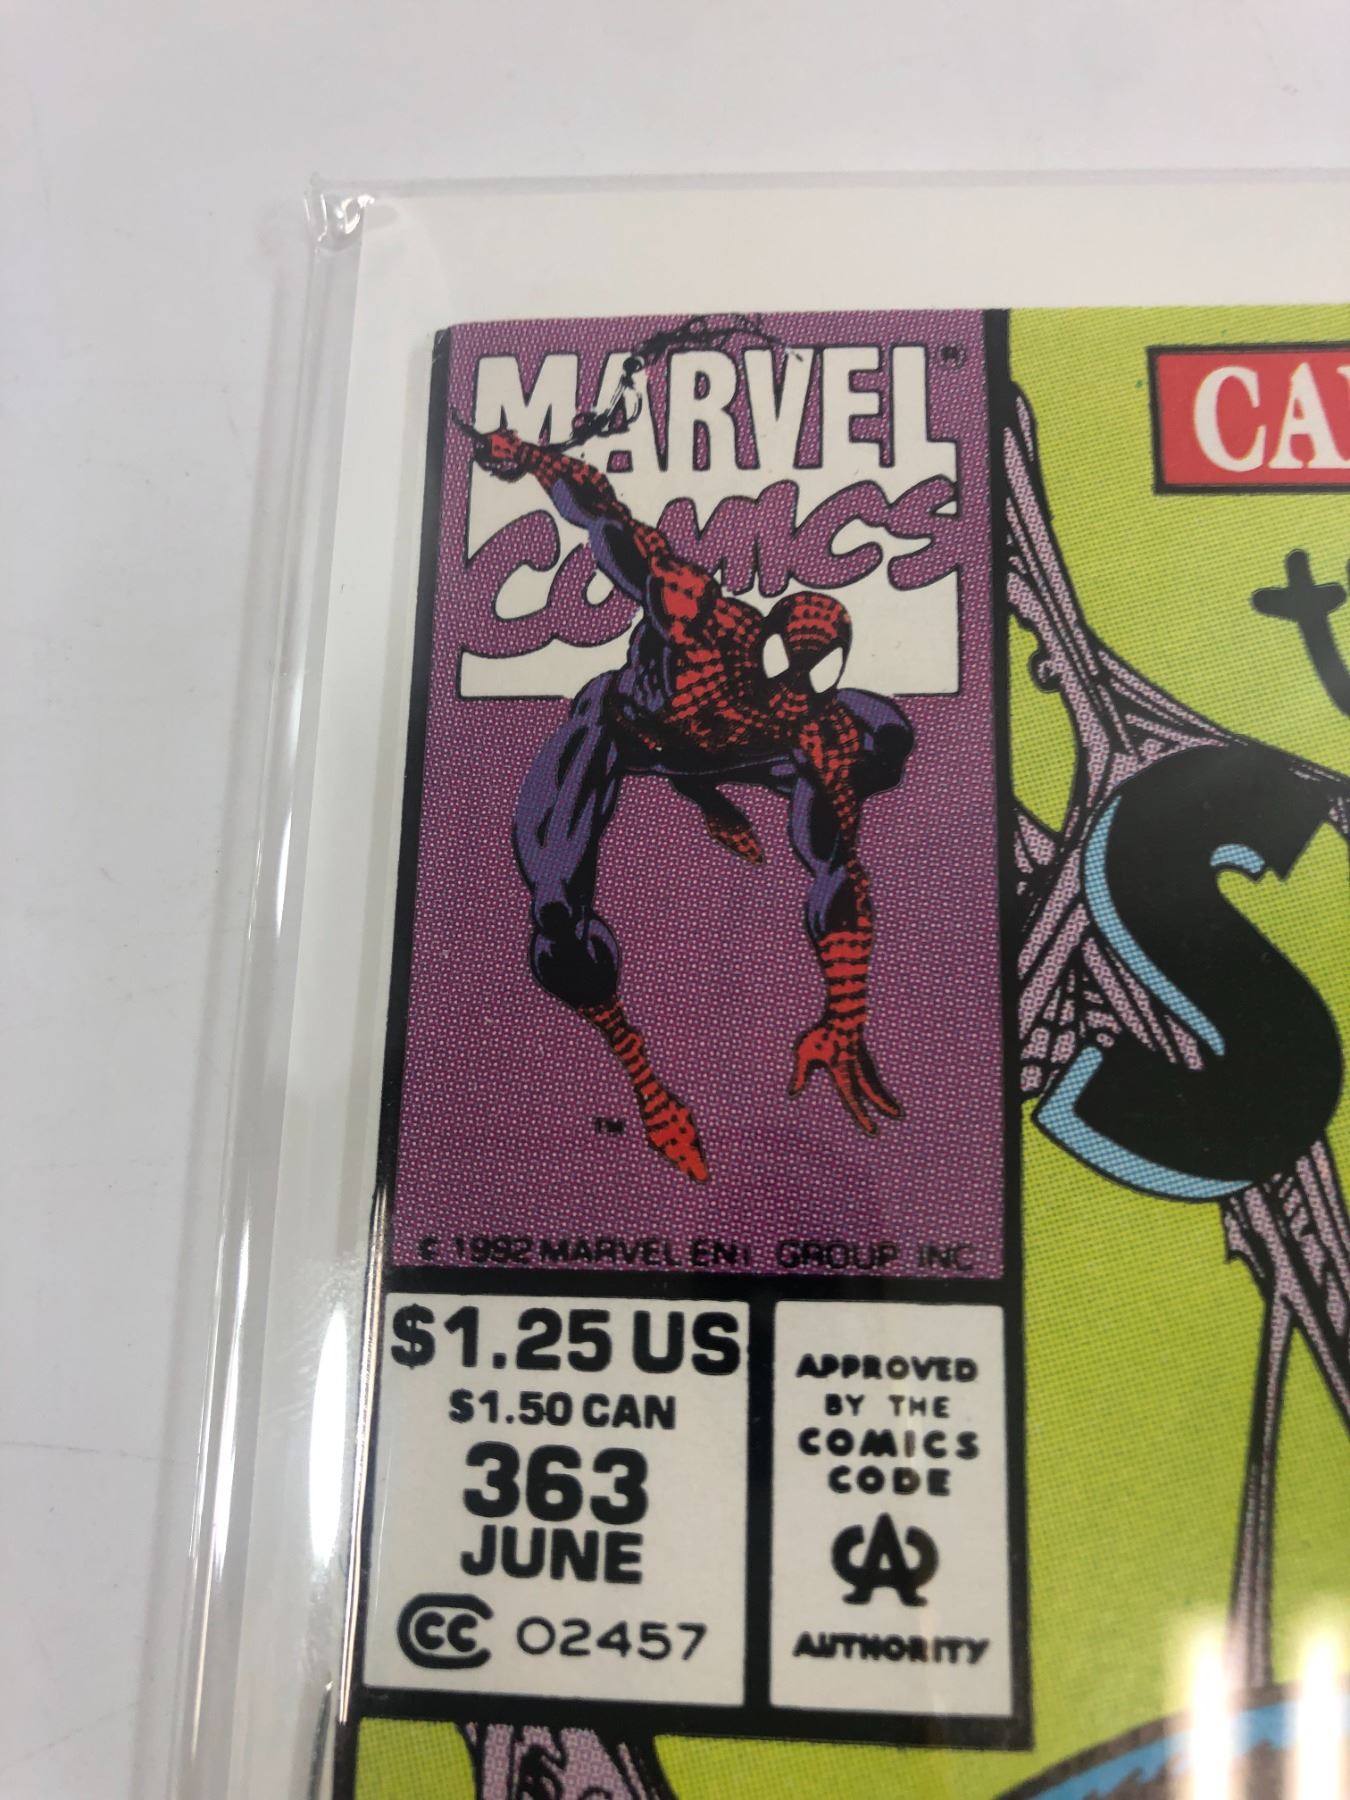 MARVEL®
COMICS
TM
© 1992 MARVEL ENT GROUP INC
$1.25 US
$1.50 CAN
363
JUNE
CC 02457
APPROVED
BY THE
COMICS
CODE
CA
AUTHORITY
S